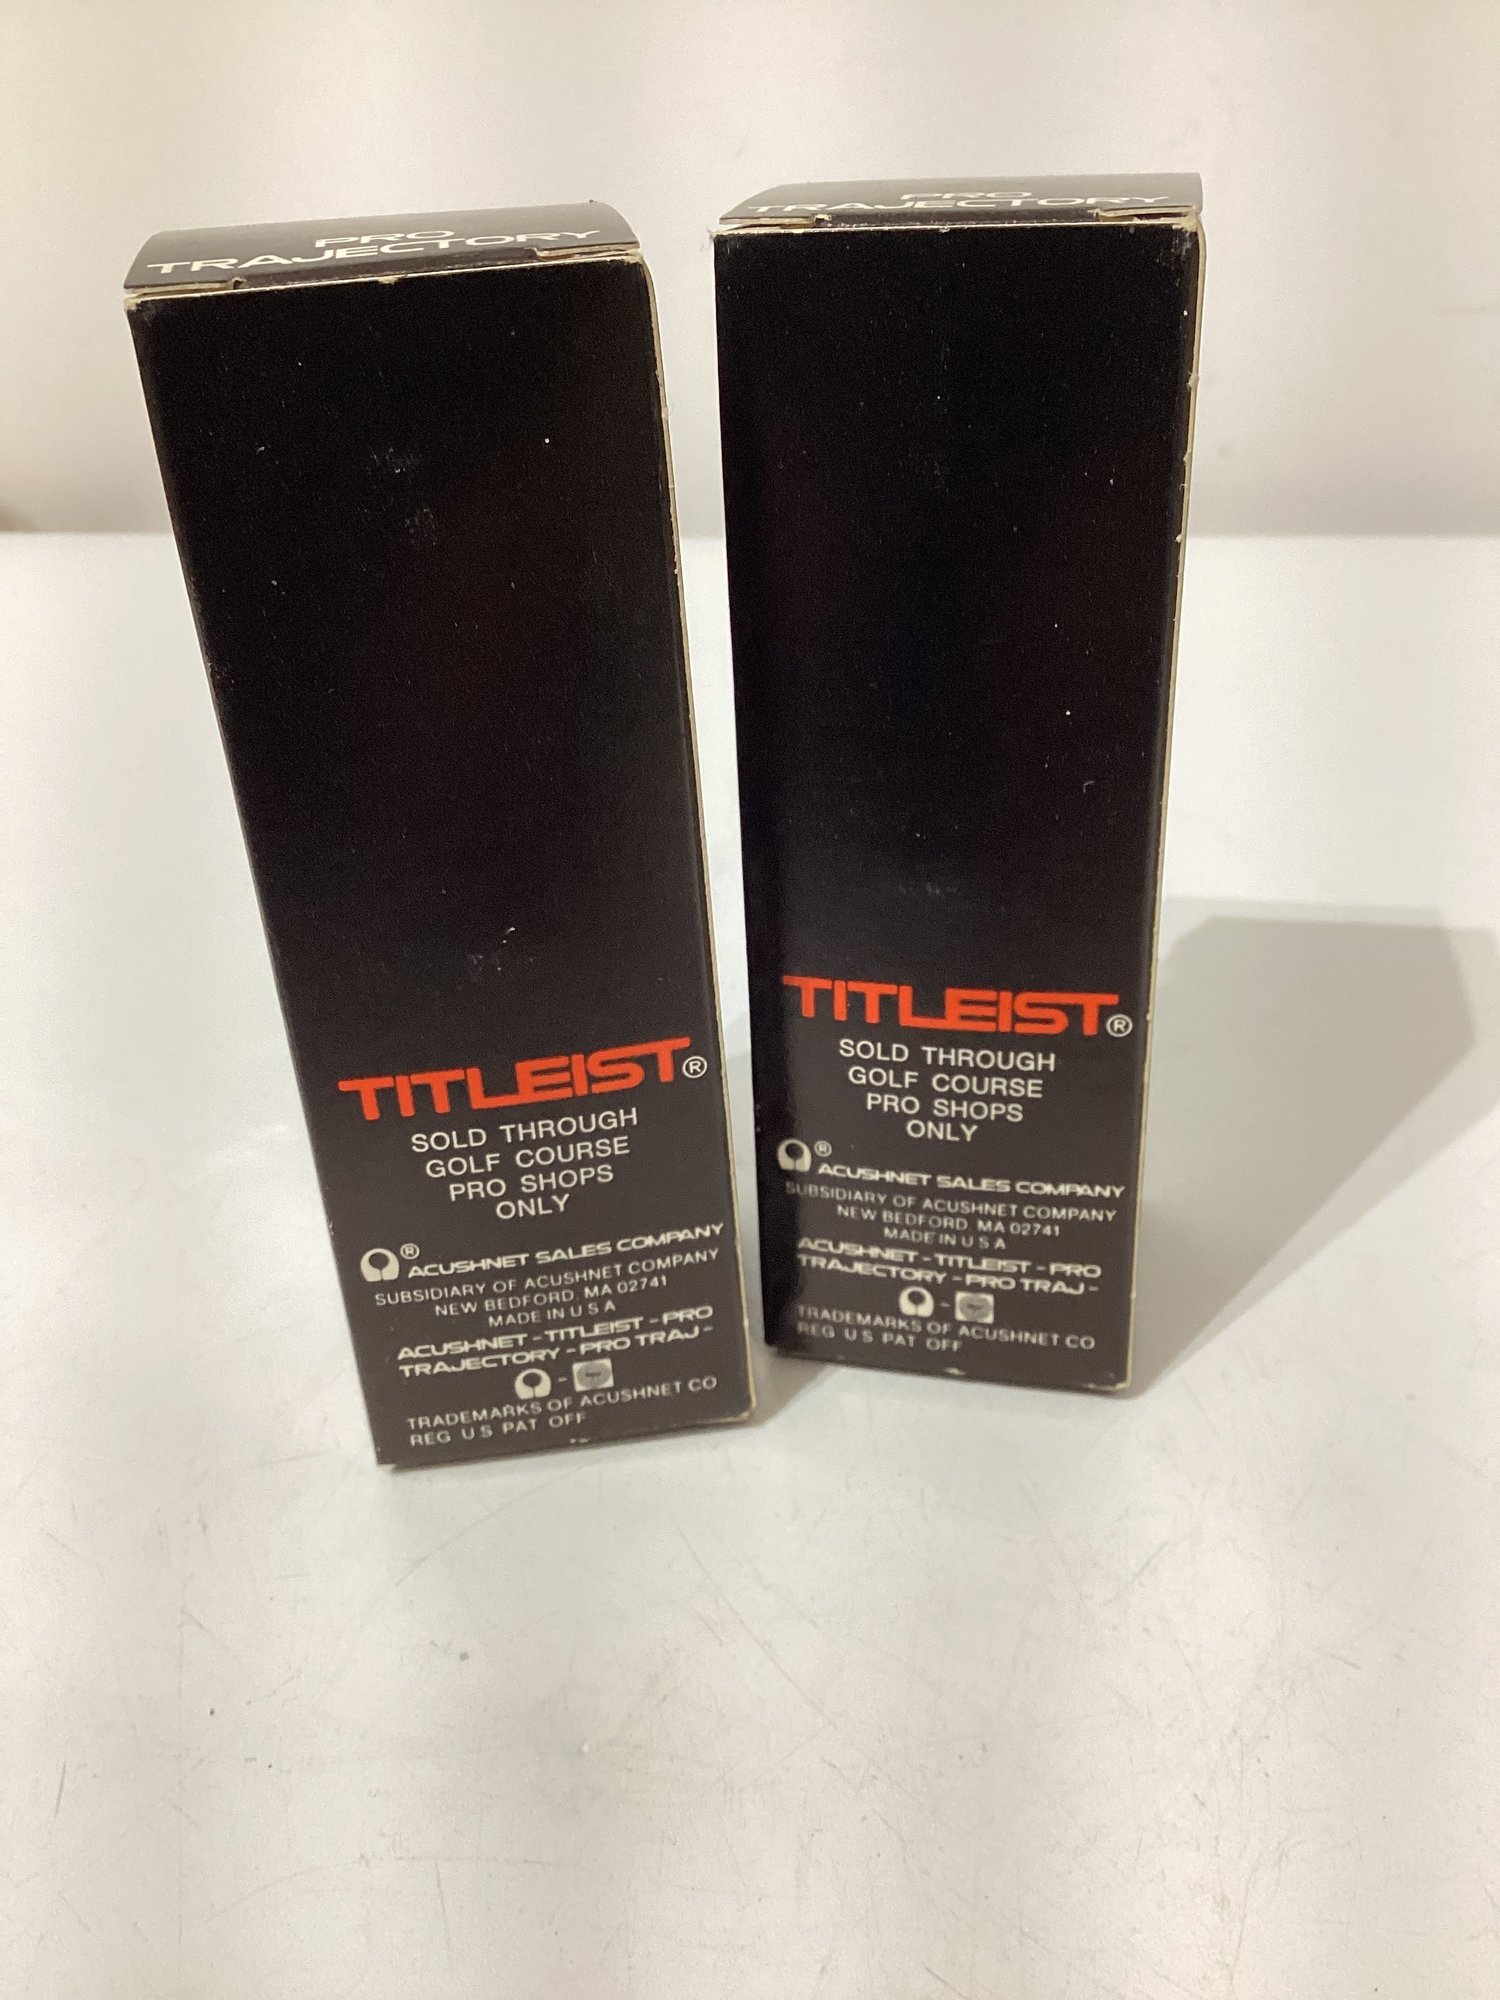 PRO
TRAJECTORY
TITLEIST®
SOLD THROUGH
GOLF COURSE
PRO SHOPS
ONLY
® ACUSHNET SALES COMPANY
SUBSIDIARY OF ACUSHNET COMPANY
NEW BEDFORD, MA 02741
MADE IN U S A
ACUSHNET - TITLEIST - PRO
TRAJECTORY - PRO TRAJ -
-
TRADEMARKS OF ACUSHNET CO
REG U S PAT OFF
PRO
TRAJECTORY
TITLEIST®
SOLD THROUGH
GOLF COURSE
PRO SHOPS
ONLY
® ACUSHNET SALES COMPANY
SUBSIDIARY OF ACUSHNET COMPANY
NEW BEDFORD, MA 02741
MADE IN U S A
ACUSHNET - TITLEIST - PRO
TRAJECTORY - PRO TRAJ -
-
TRADEMARKS OF ACUSHNET CO
REG U S PAT OFF